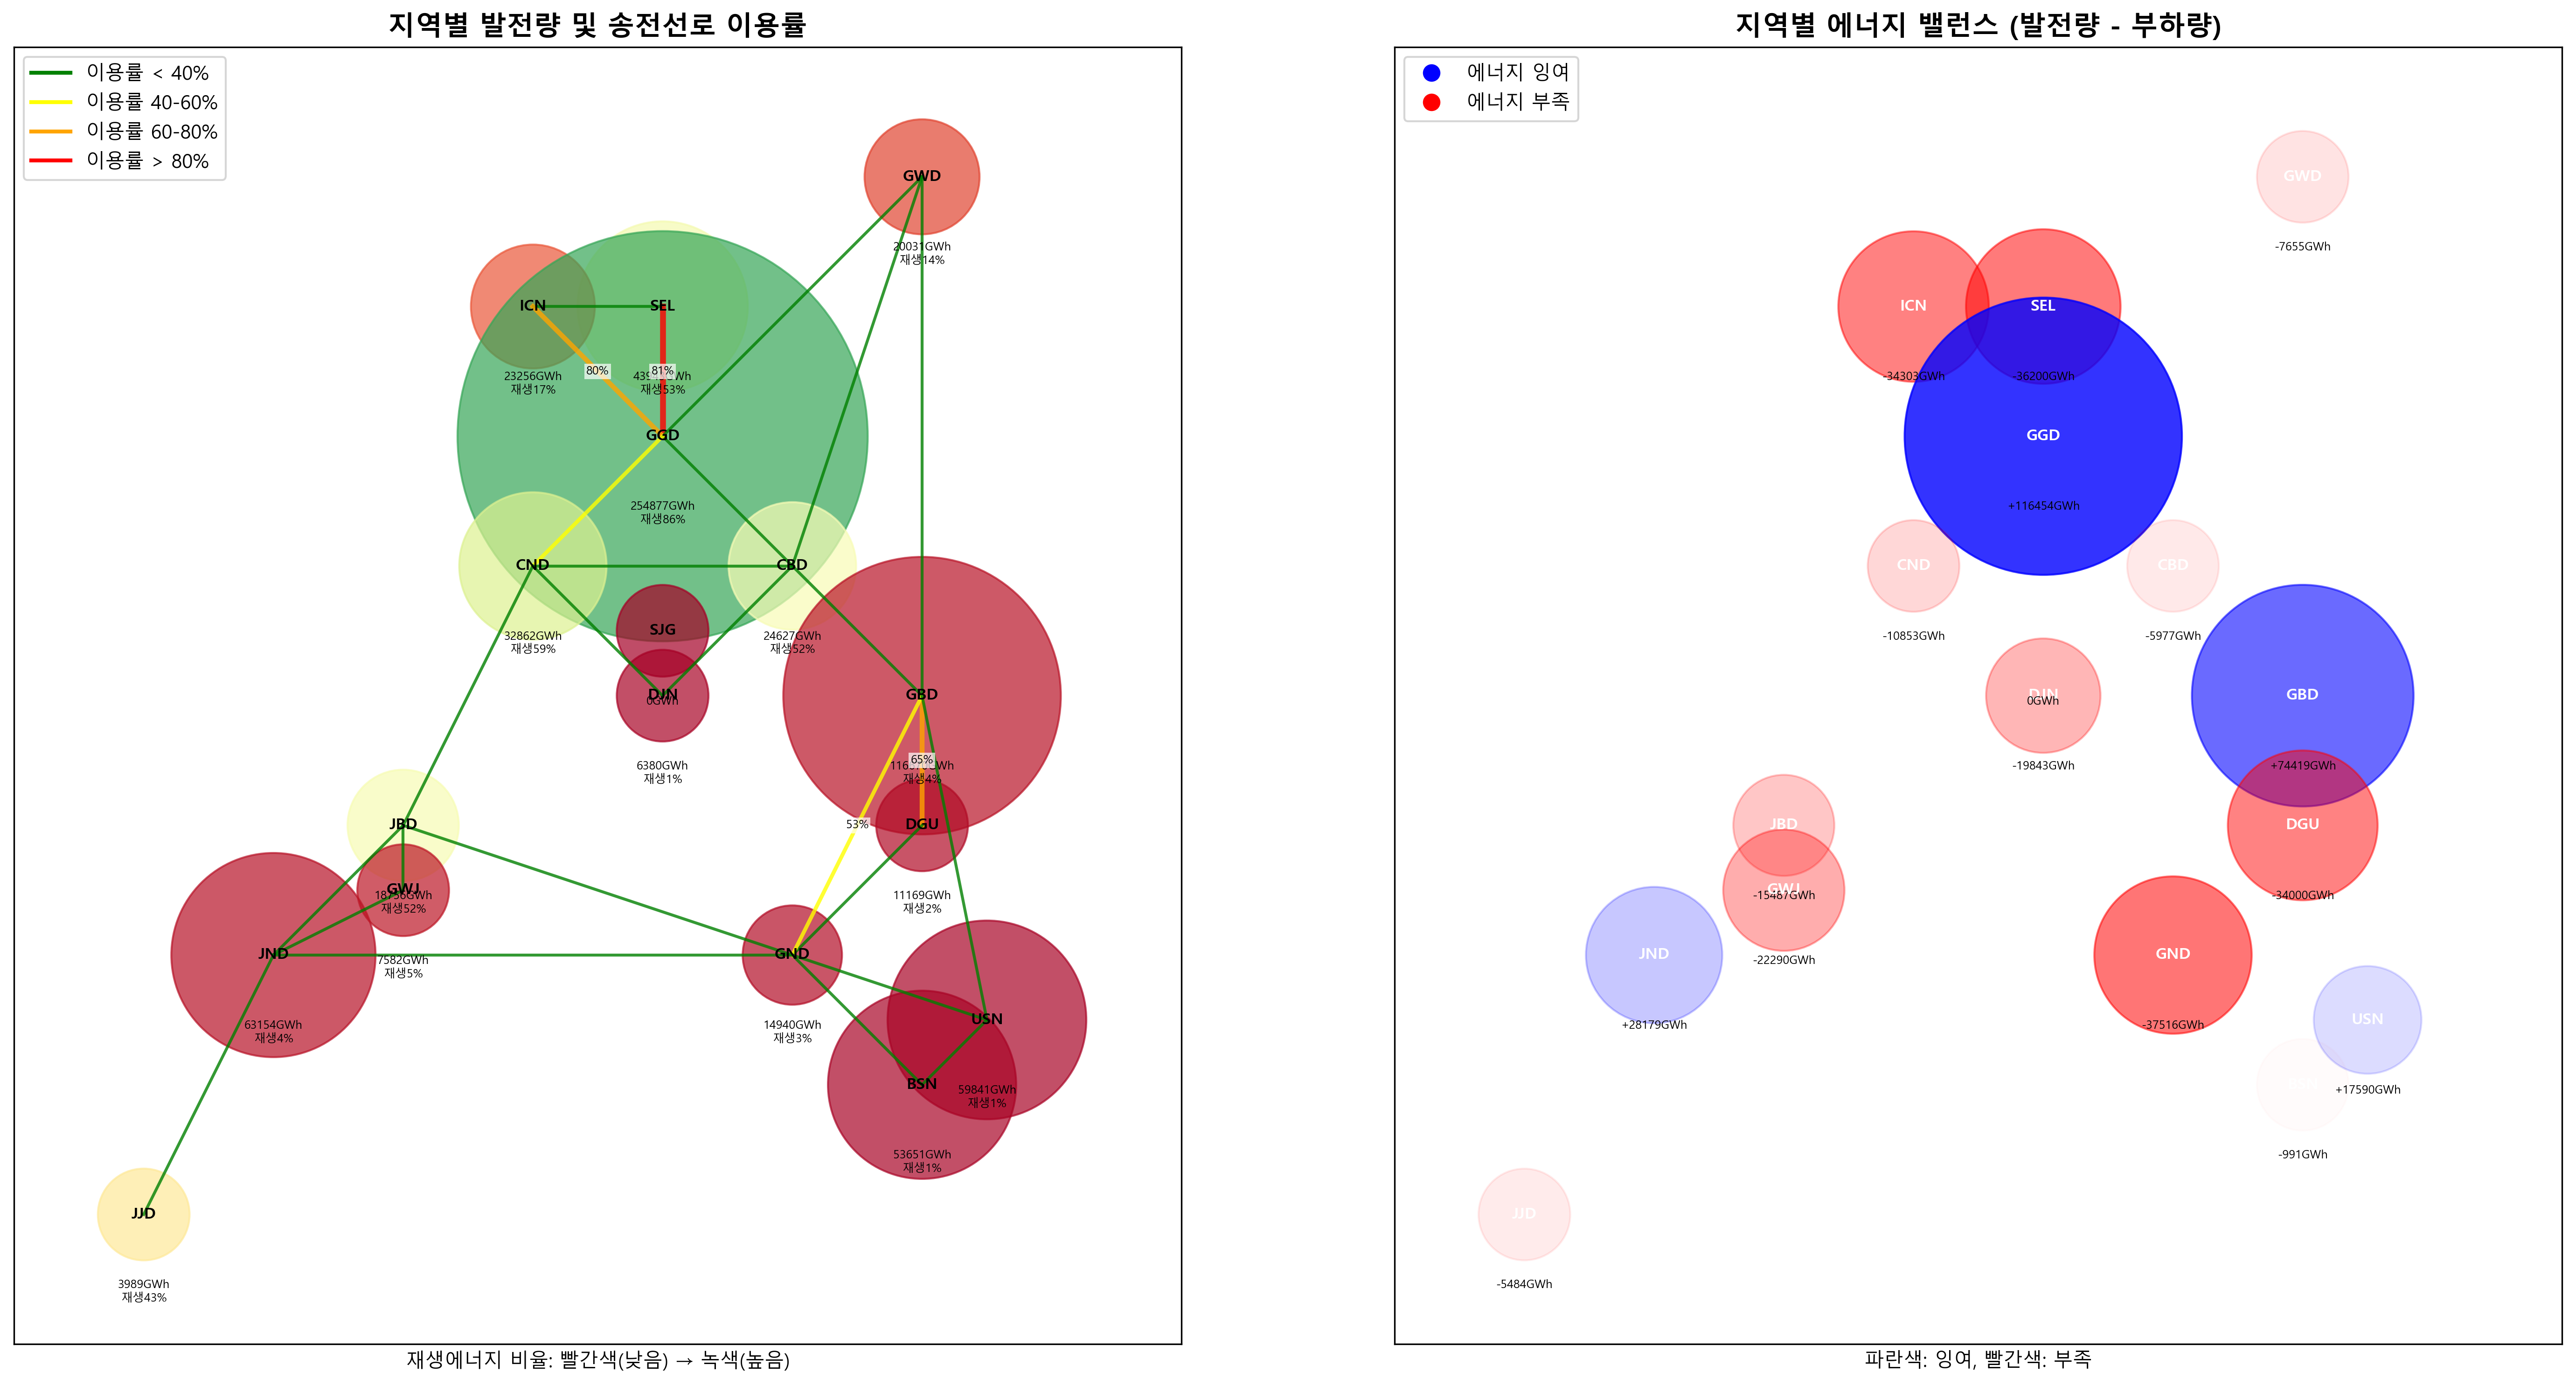 지역별 발전량 및 송전선로 이용률
이용률 < 40%
이용률 40-60%
이용률 60-80%
이용률 > 80%
GWD
20031GWh
재생14%
ICN
SEL
80%
81%
23256GWh
재생17%
재생53%
GGD
254877GWh
재생86%
CND
CBD
32862GWh
재생59%
24627GWh
재생52%
SJG
DJN
0GWh
6380GWh
재생1%
GBD
65%
재생4%
JBD
53%
DGU
GWJ
18756GWh
재생52%
11169GWh
재생2%
JND
7582GWh
재생5%
GND
63154GWh
재생4%
14940GWh
재생3%
USN
BSN
59841GWh
재생1%
53651GWh
재생1%
JJD
3989GWh
재생43%
재생에너지 비율: 빨간색(낮음) → 녹색(높음)
지역별 에너지 밸런스 (발전량 - 부하량)
에너지 잉여
에너지 부족
GWD
-7655GWh
ICN
SEL
-34303GWh
-36200GWh
GGD
+116454GWh
CND
CBD
-10853GWh
-5977GWh
DJN
0GWh
-19843GWh
GBD
+74419GWh
JBD
DGU
GWJ
-15487GWh
-34000GWh
JND
-22290GWh
GND
+28179GWh
-37516GWh
USN
+17590GWh
-991GWh
JJD
-5484GWh
파란색: 잉여, 빨간색: 부족